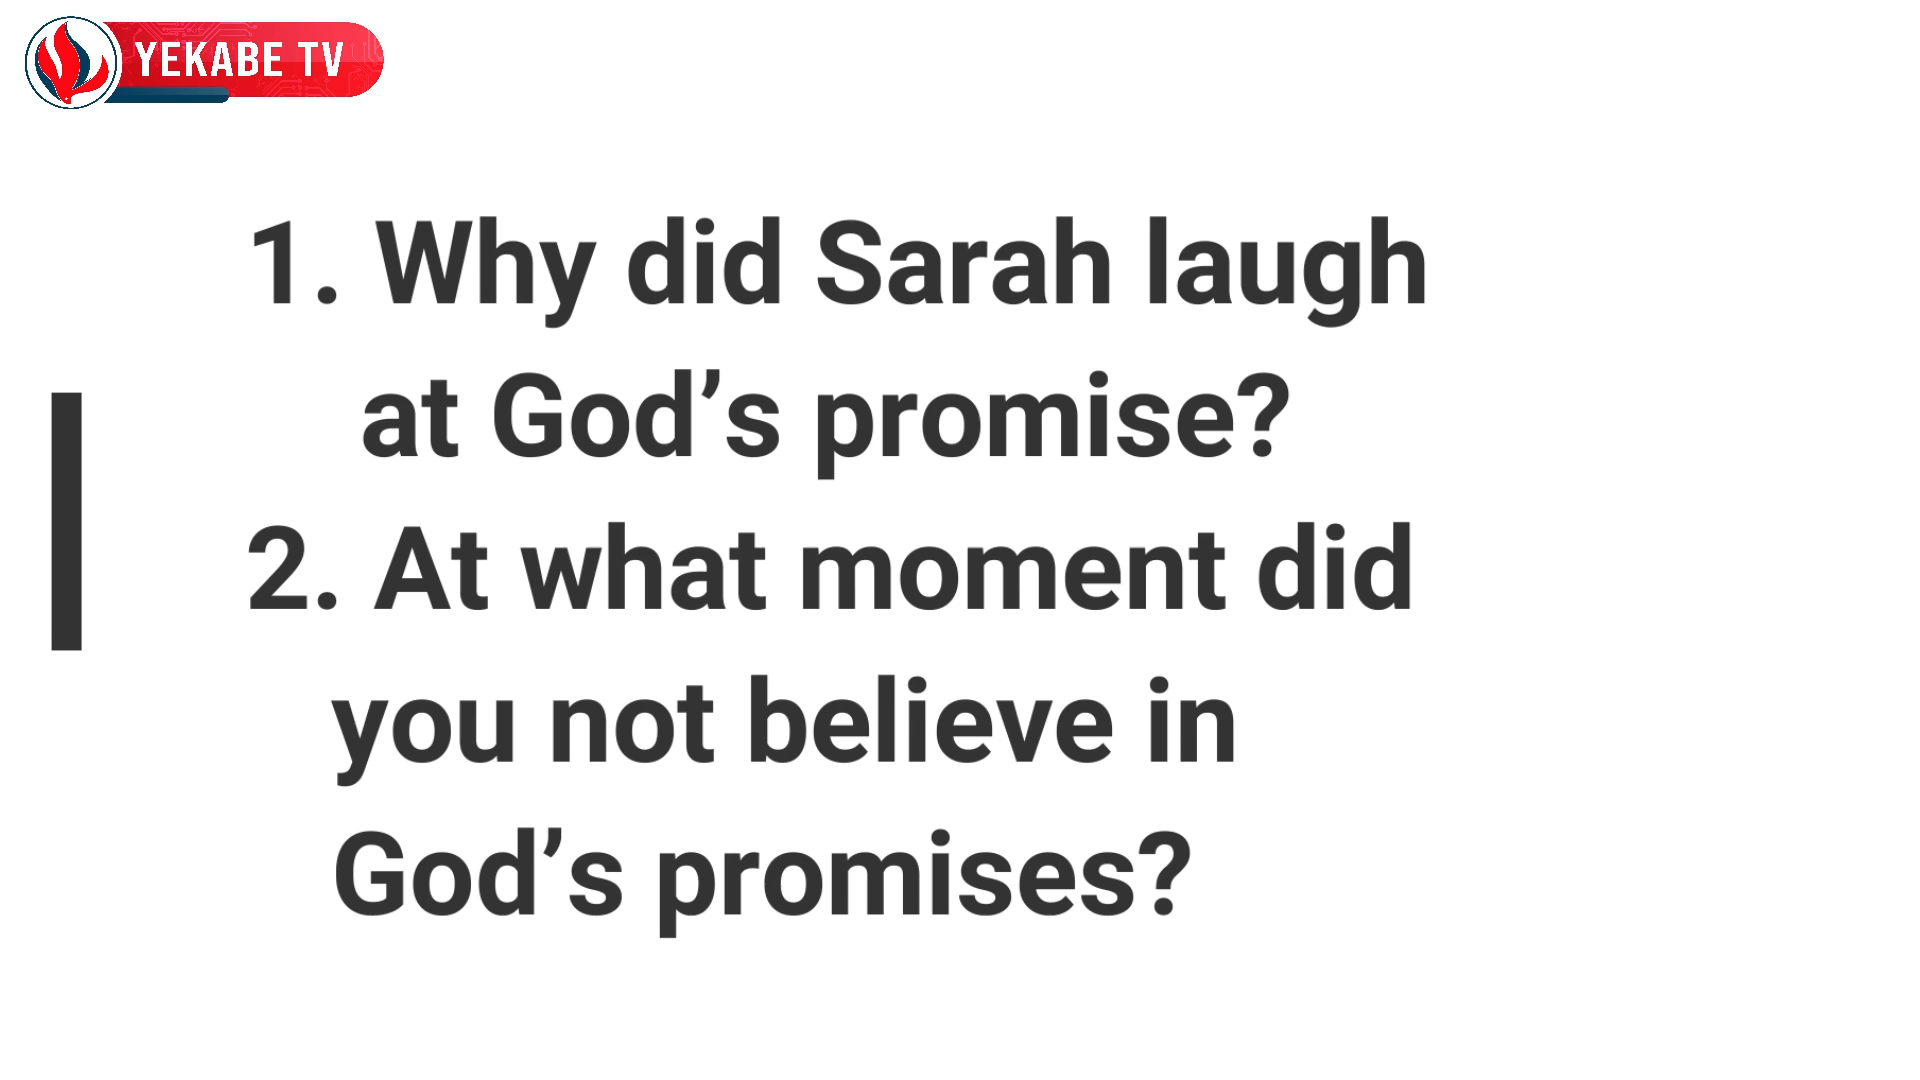 YEKABE TV
1. Why did Sarah laugh
at God’s promise?
2. At what moment did
you not believe in
God’s promises?